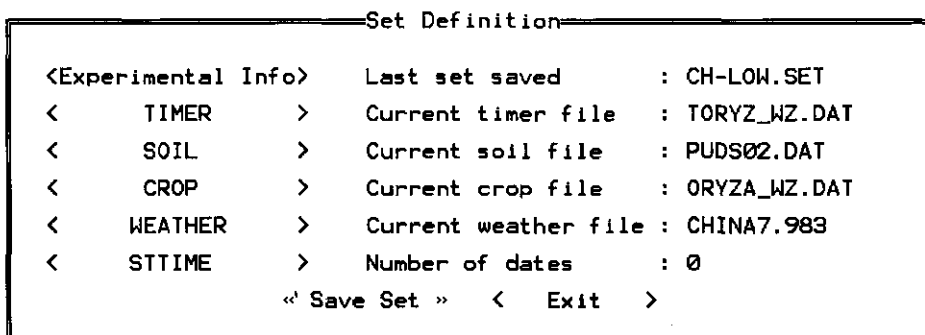 Set Definition
<Experimental Info> Last set saved : CH-LOW.SET
< TIMER > Current timer file : TORYZ_WZ.DAT
< SOIL > Current soil file : PUDS02.DAT
< CROP > Current crop file : ORYZA_WZ.DAT
< WEATHER > Current weather file : CHINA7.983
< STTIME > Number of dates : 0
« Save Set » < Exit >